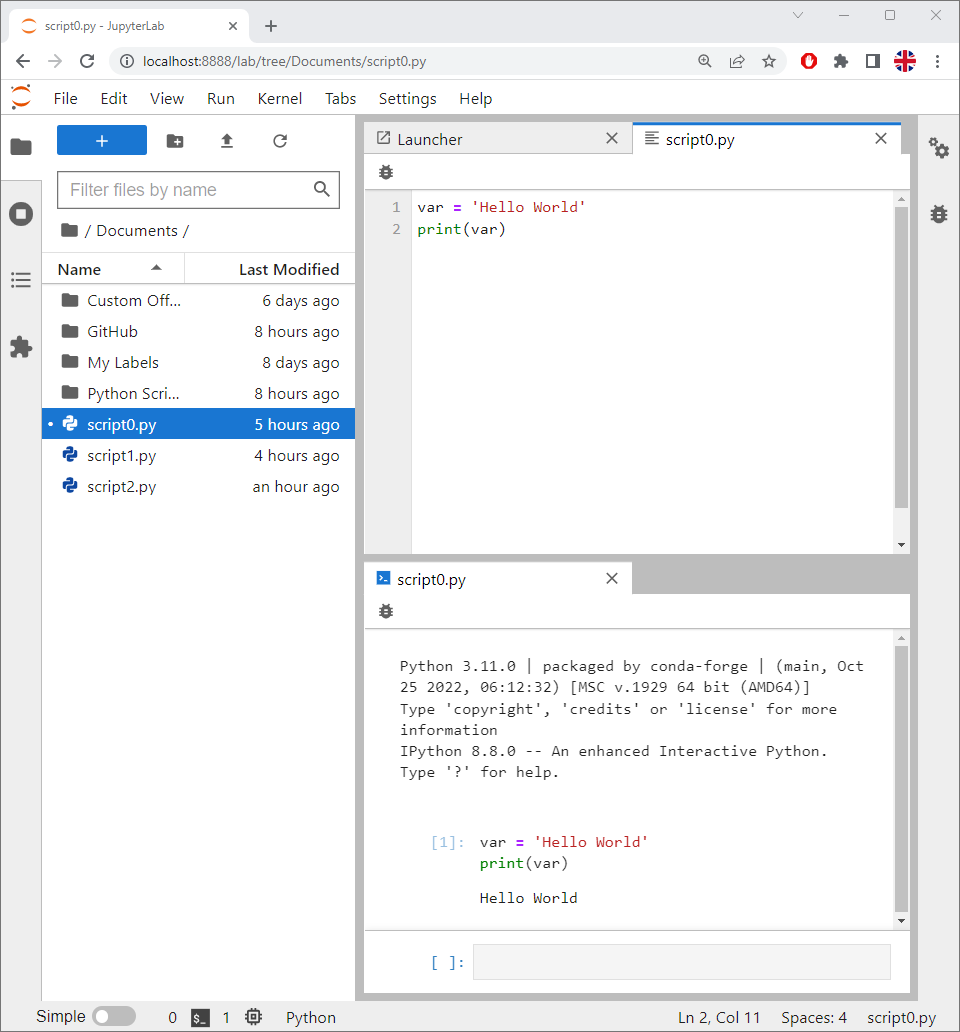 script0.py - JupyterLab
localhost:8888/lab/tree/Documents/script0.py
File Edit View Run Kernel Tabs Settings Help
+
Filter files by name
/ Documents /
Name Last Modified
Custom Off... 6 days ago
GitHub 8 hours ago
My Labels 8 days ago
Python Scri... 8 hours ago
script0.py 5 hours ago
script1.py 4 hours ago
script2.py an hour ago
Launcher script0.py
1 var = 'Hello World'
2 print(var)
script0.py
Python 3.11.0 | packaged by conda-forge | (main, Oct
25 2022, 06:12:32) [MSC v.1929 64 bit (AMD64)]
Type 'copyright', 'credits' or 'license' for more
information
IPython 8.8.0 -- An enhanced Interactive Python.
Type '?' for help.
[1]: var = 'Hello World'
print(var)
Hello World
[ ]:
Simple 0 $_ 1 Python Ln 2, Col 11 Spaces: 4 script0.py